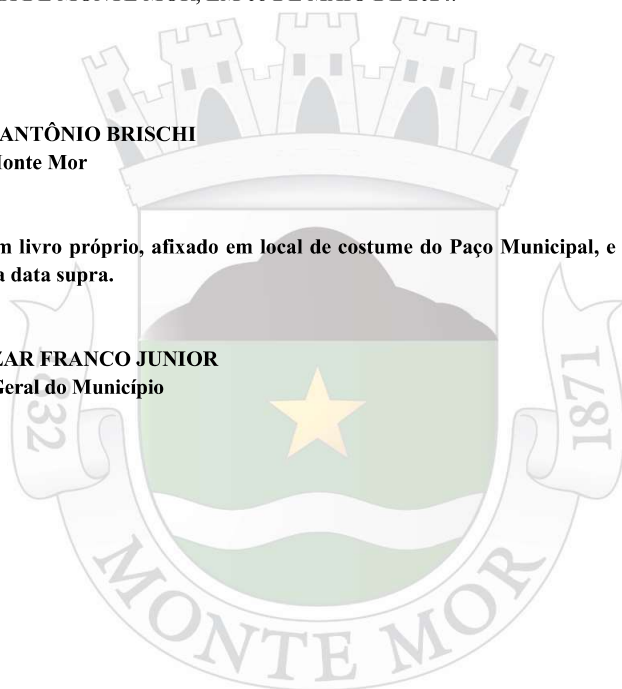 ANTÔNIO BRISCHI
Monte Mor
m livro próprio, afixado em local de costume do Paço Municipal, e
a data supra.
ZAR FRANCO JUNIOR
Geral do Município
1832
1871
MONTE MOR